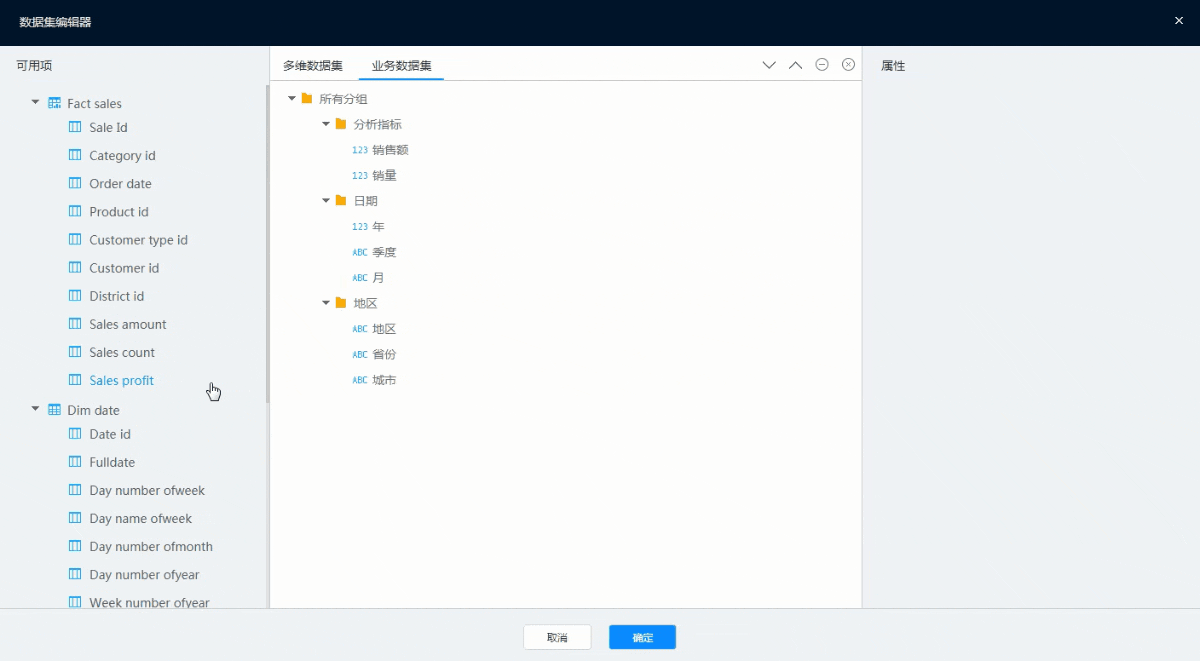 数据集编辑器
可用项
Fact sales
Sale Id
Category id
Order date
Product id
Customer type id
Customer id
District id
Sales amount
Sales count
Sales profit
Dim date
Date id
Fulldate
Day number ofweek
Day name ofweek
Day number ofmonth
Day number ofyear
Week number ofyear
多维数据集 业务数据集
所有分组
分析指标
123 销售额
123 销量
日期
123 年
ABC 季度
ABC 月
地区
ABC 地区
ABC 省份
ABC 城市
属性
取消 确定